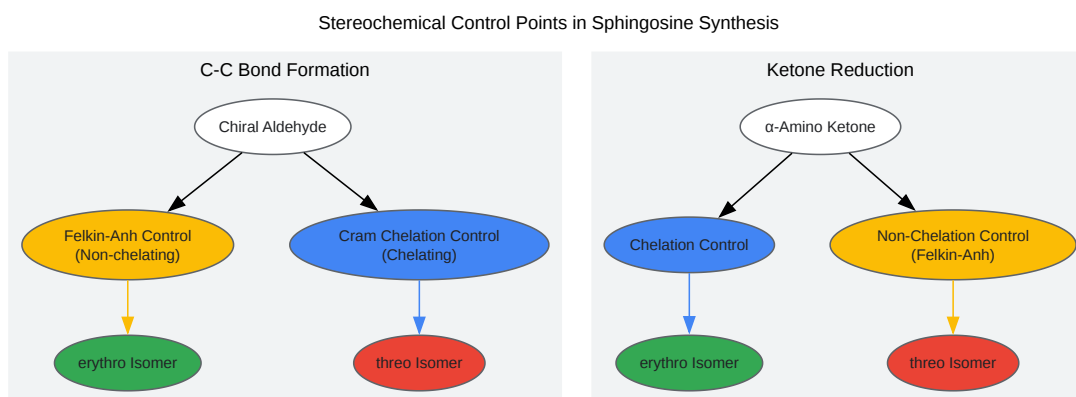 Stereochemical Control Points in Sphingosine Synthesis
C-C Bond Formation
Chiral Aldehyde
Felkin-Anh Control
(Non-chelating)
Cram Chelation Control
(Chelating)
erythro Isomer
threo Isomer
Ketone Reduction
α-Amino Ketone
Chelation Control
Non-Chelation Control
(Felkin-Anh)
erythro Isomer
threo Isomer